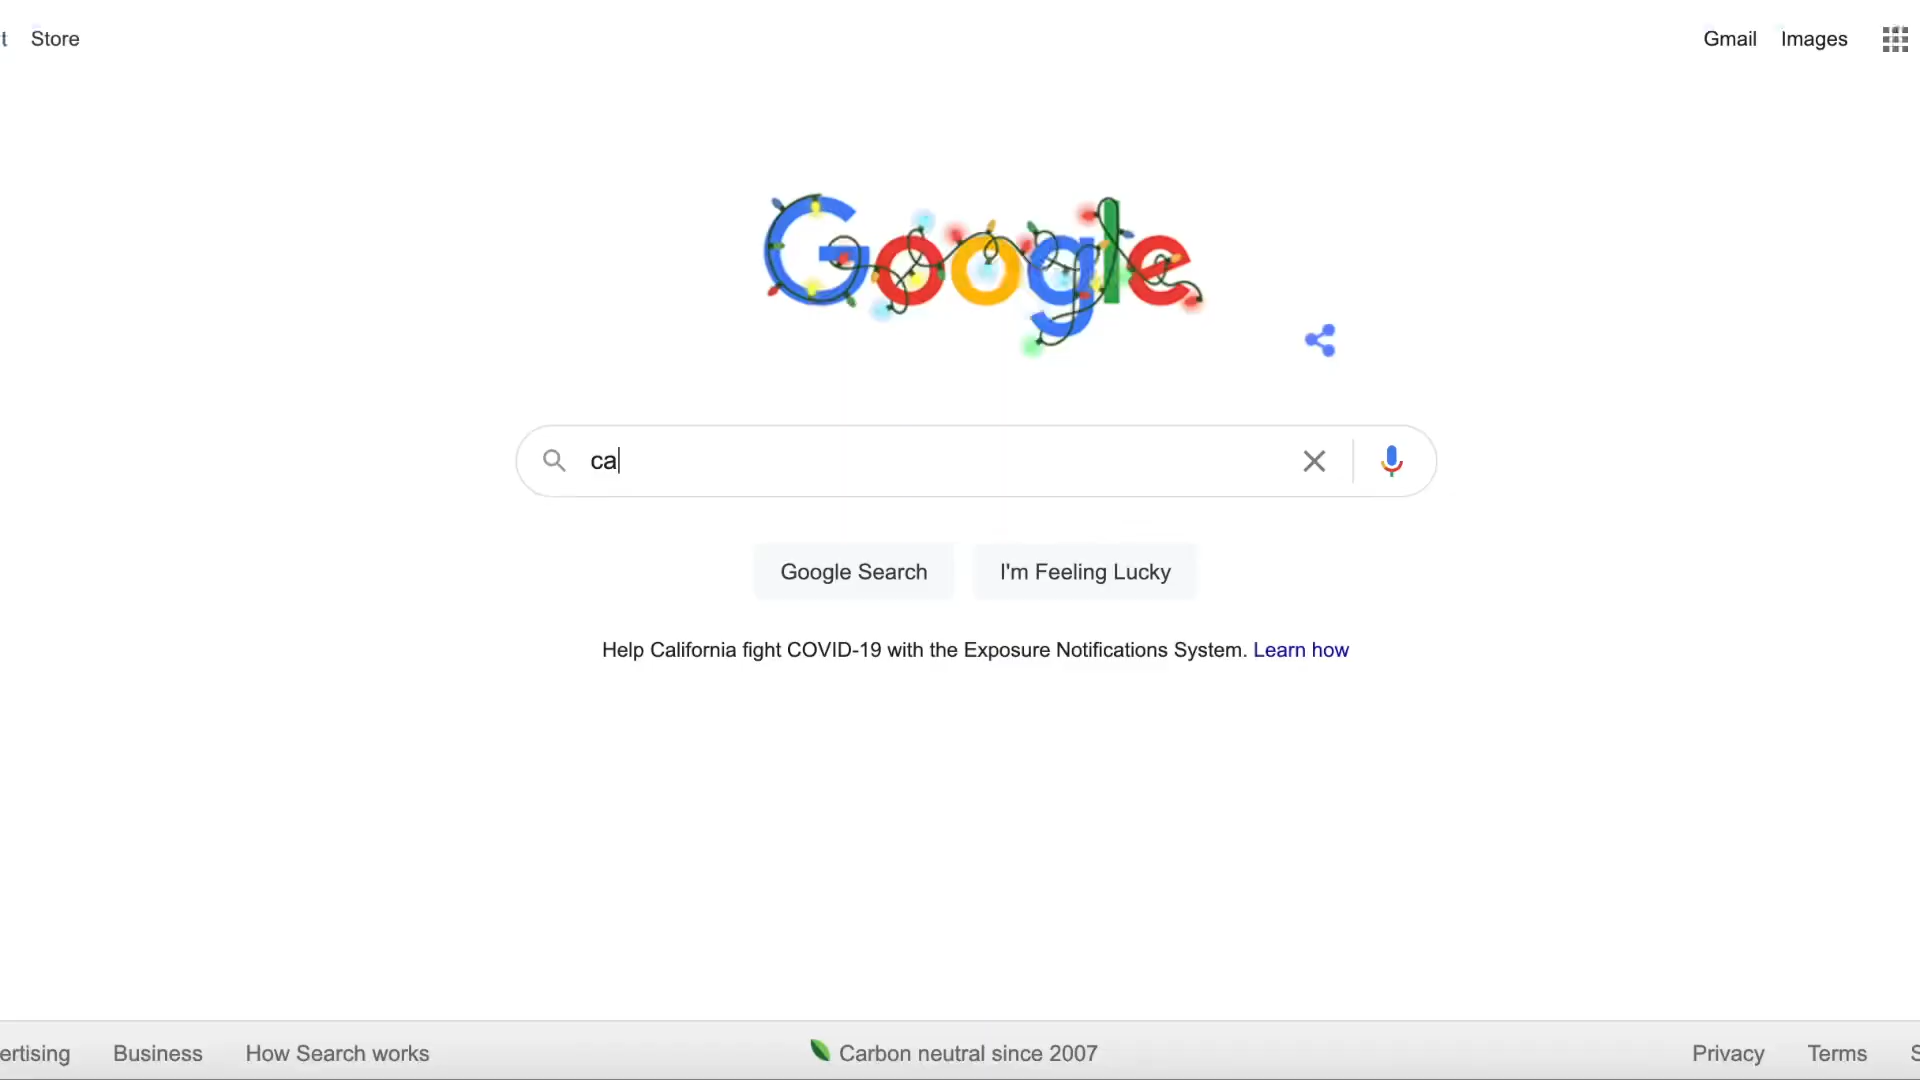 Store
Gmail
Images
Google
ca
Google Search
I'm Feeling Lucky
Help California fight COVID-19 with the Exposure Notifications System. Learn how
ertising
Business
How Search works
Carbon neutral since 2007
Privacy
Terms